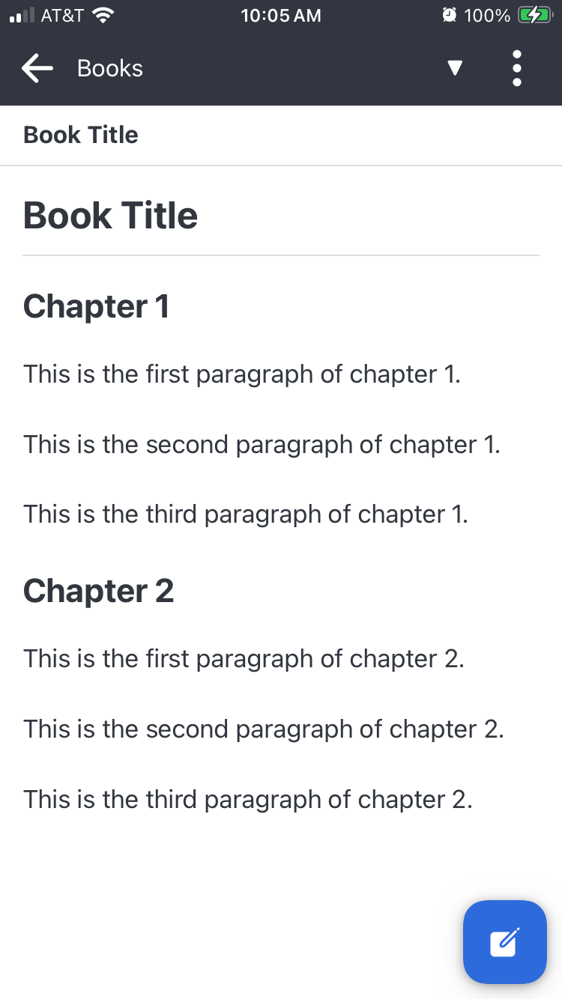 AT&T 10:05 AM 100%
Books
Book Title
Book Title
Chapter 1
This is the first paragraph of chapter 1.
This is the second paragraph of chapter 1.
This is the third paragraph of chapter 1.
Chapter 2
This is the first paragraph of chapter 2.
This is the second paragraph of chapter 2.
This is the third paragraph of chapter 2.